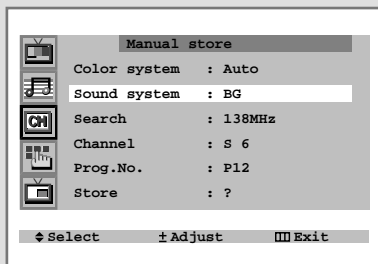 Manual store
Color system : Auto
Sound system : BG
CH
Search : 138MHz
Channel : S 6
Prog.No. : P12
Store : ?
Select ± Adjust Exit